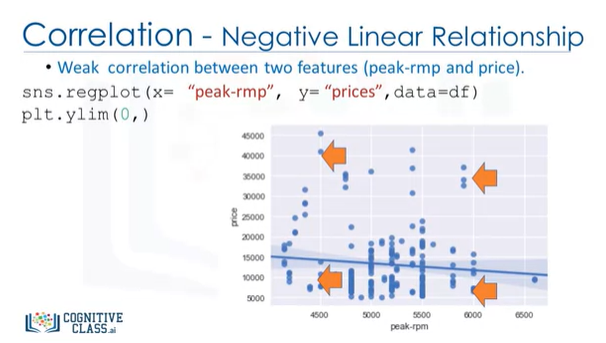 Correlation - Negative Linear Relationship
• Weak correlation between two features (peak-rmp and price).
sns.regplot(x= “peak-rmp”, y= “prices”,data=df)
plt.ylim(0,)
45000
40000
35000
30000
25000
20000
15000
10000
5000
price
4500 5000 5500 6000 6500
peak-rpm
COGNITIVE
CLASS.ai